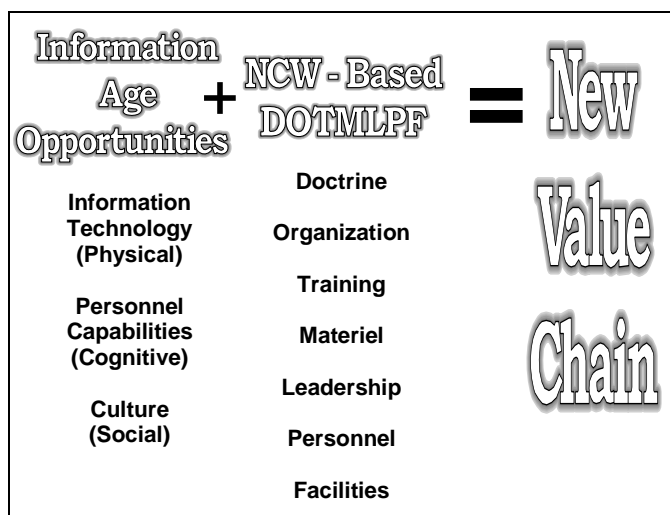 Information
Age
Opportunities
+
NCW - Based
DOTMLPF
=
New
Value
Chain
Information
Technology
(Physical)
Personnel
Capabilities
(Cognitive)
Culture
(Social)
Doctrine
Organization
Training
Materiel
Leadership
Personnel
Facilities